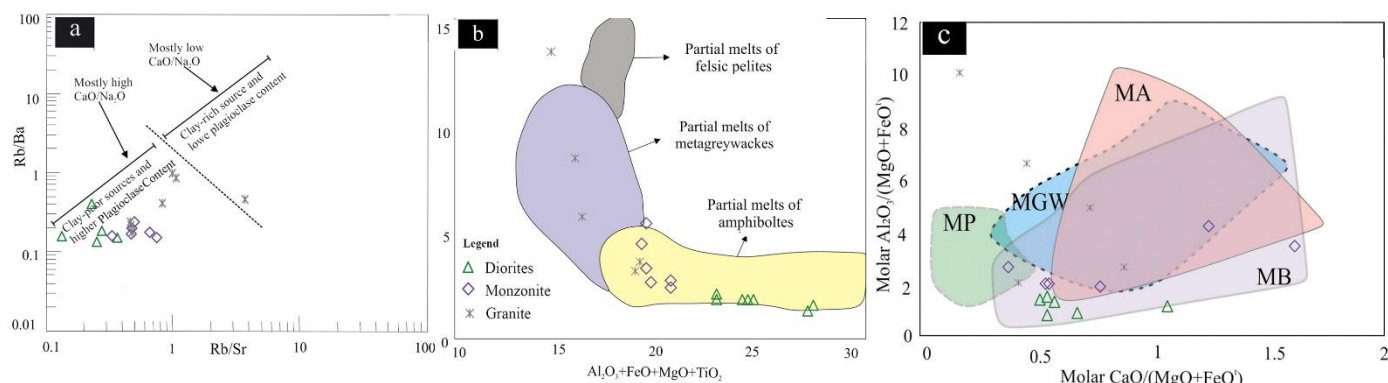 a
100
10
1
0.1
0.01
Rb/Ba
Mostly high
CaO/Na₂O
Mostly low
CaO/Na₂O
Clay-rich source and
lowe plagioclase content
Clay-poor sources and
higher PlagioclaseContent
0.1
1
10
100
Rb/Sr
b
15
10
5
0
Partial melts of
felsic pelites
Partial melts of
metagreywackes
Partial melts of
amphiboltes
Legend
Diorites
Monzonite
Granite
10
15
20
25
30
Al₂O₃+FeO+MgO+TiO₂
c
12
10
8
6
4
2
0
Molar Al₂O₃/(MgO+FeOᵗ)
MA
MGW
MP
MB
0
0.5
1
1.5
2
Molar CaO/(MgO+FeOᵗ)